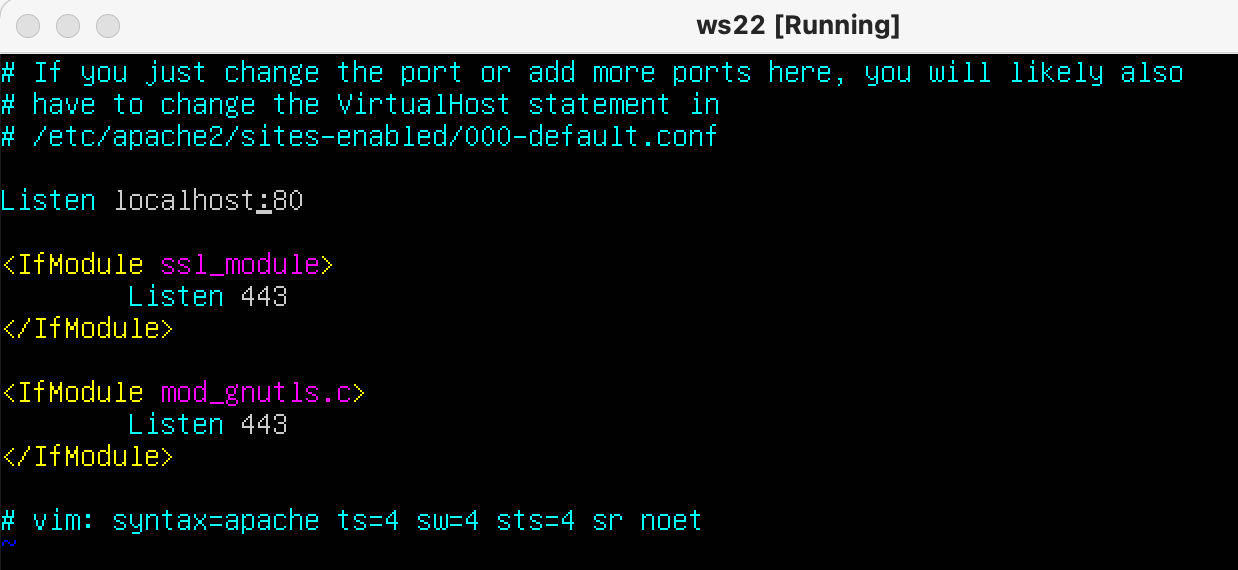 ws22 [Running]
# If you just change the port or add more ports here, you will likely also
# have to change the VirtualHost statement in
# /etc/apache2/sites-enabled/000-default.conf
Listen localhost:80
<IfModule ssl_module>
Listen 443
</IfModule>
<IfModule mod_gnutls.c>
Listen 443
</IfModule>
# vim: syntax=apache ts=4 sw=4 sts=4 sr noet
~